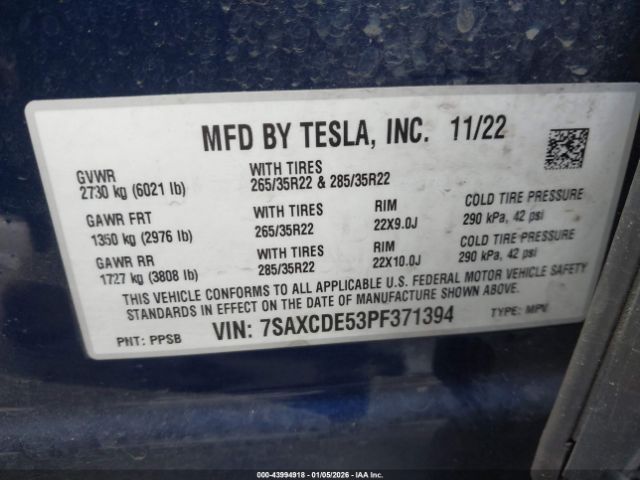 MFD BY TESLA, INC. 11/22
GVWR
2730 kg (6021 lb)
WITH TIRES
265/35R22 & 285/35R22
GAWR FRT
1350 kg (2976 lb)
WITH TIRES
265/35R22
RIM
22X9.0J
COLD TIRE PRESSURE
290 kPa, 42 psi
GAWR RR
1727 kg (3808 lb)
WITH TIRES
285/35R22
RIM
22X10.0J
COLD TIRE PRESSURE
290 kPa, 42 psi
THIS VEHICLE CONFORMS TO ALL APPLICABLE U.S. FEDERAL MOTOR VEHICLE SAFETY
STANDARDS IN EFFECT ON THE DATE OF MANUFACTURE SHOWN ABOVE.
PNT: PPSB
VIN: 7SAXCDE53PF371394
TYPE: MPV
000-43994918 | 01/05/2026 | IAA Inc.